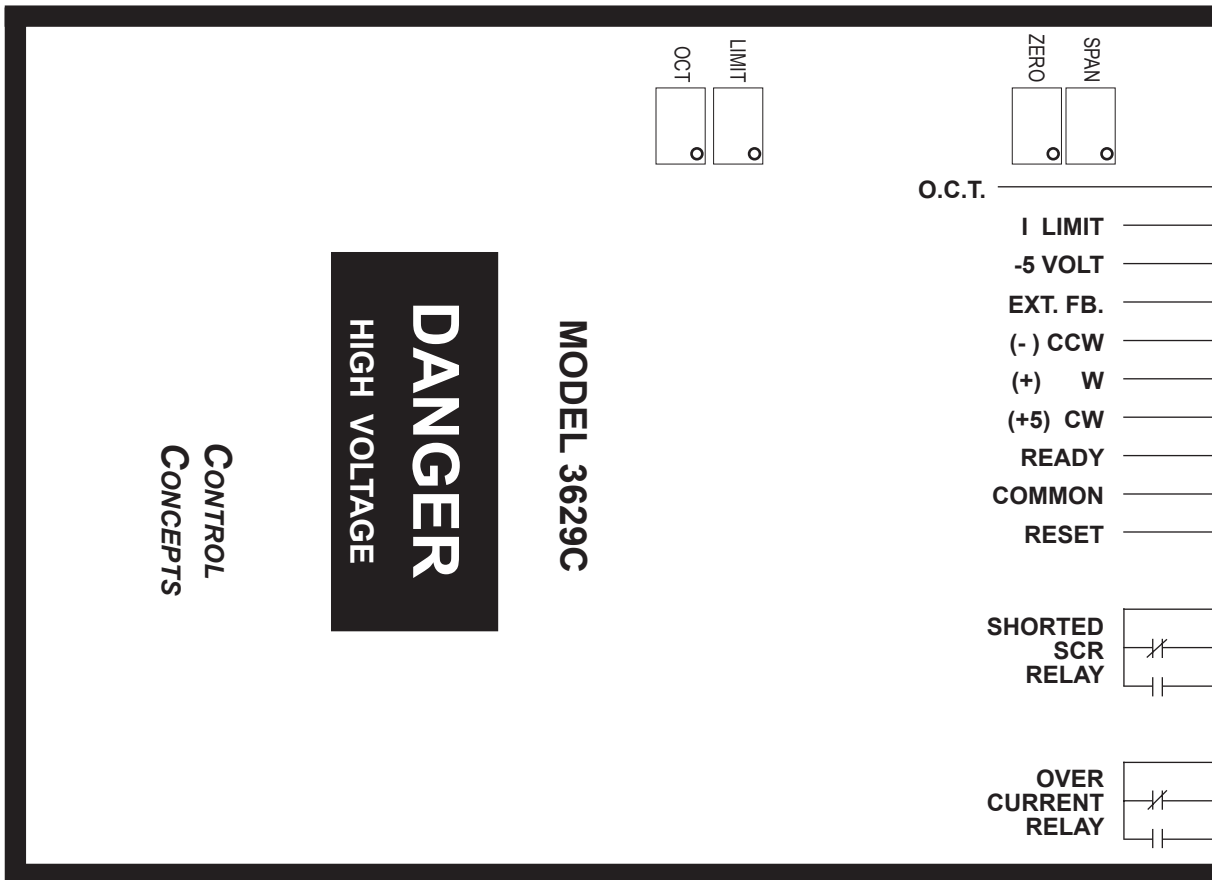 OCT
LIMIT
ZERO
SPAN
O.C.T.
I LIMIT
-5 VOLT
EXT. FB.
(- ) CCW
(+) W
(+5) CW
READY
COMMON
RESET
SHORTED
SCR
RELAY
OVER
CURRENT
RELAY
MODEL 3629C
DANGER
HIGH VOLTAGE
CONTROL
CONCEPTS